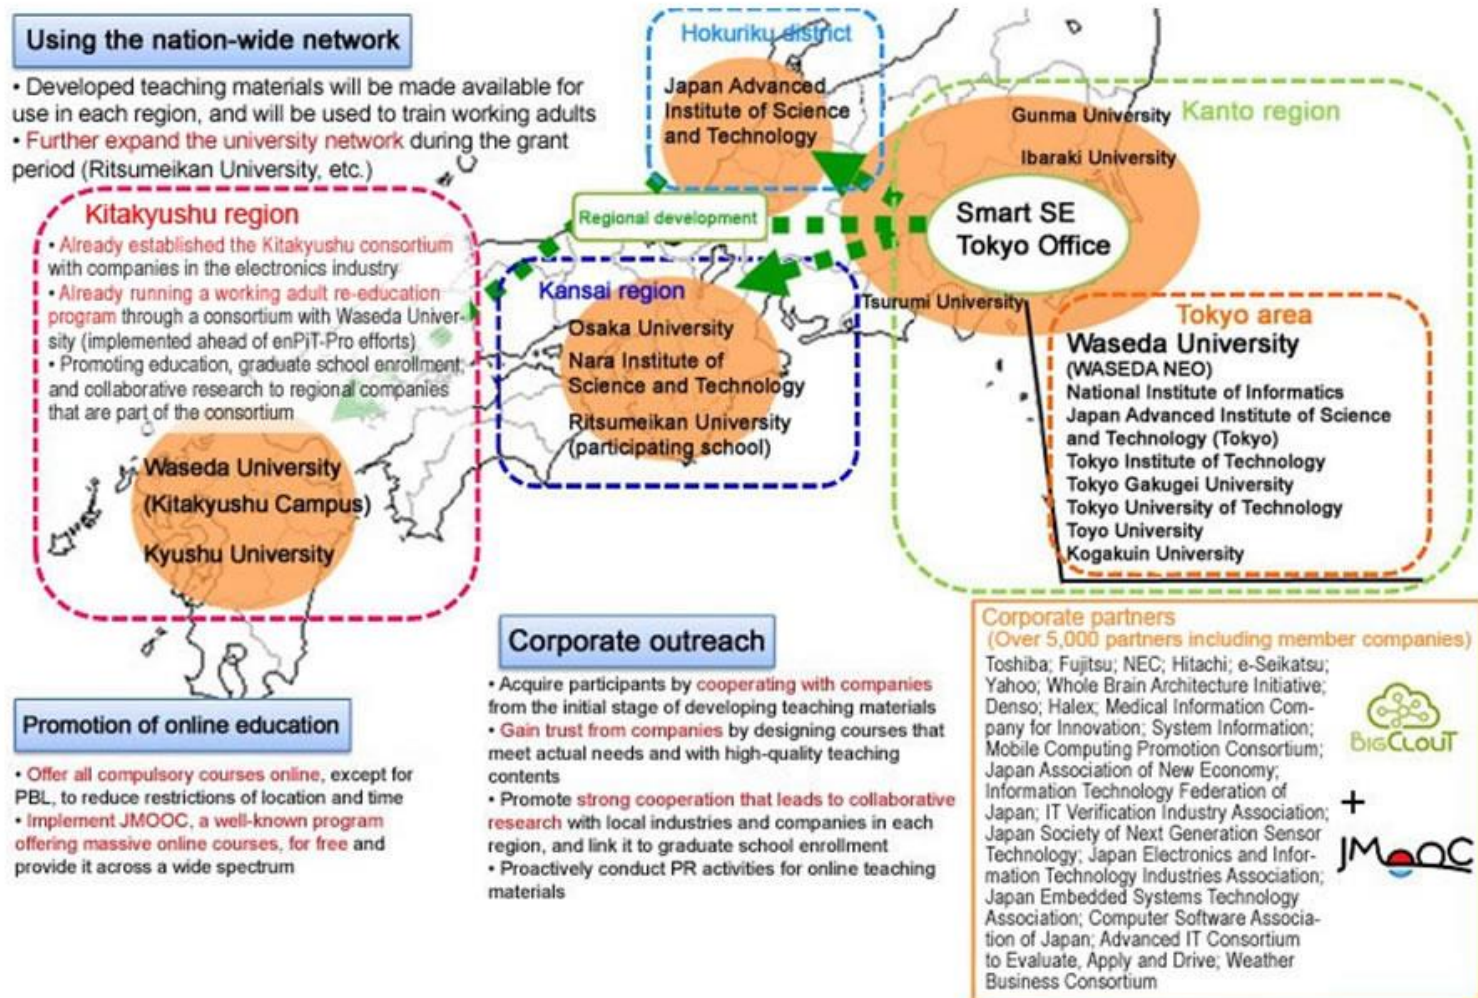 Using the nation-wide network
• Developed teaching materials will be made available for
use in each region, and will be used to train working adults
• Further expand the university network during the grant
period (Ritsumeikan University, etc.)
Hokuriku district
Japan Advanced
Institute of Science
and Technology
Kanto region
Gunma University
Ibaraki University
Smart SE
Tokyo Office
Tsurumi University
Regional development
Kitakyushu region
• Already established the Kitakyushu consortium
with companies in the electronics industry
• Already running a working adult re-education
program through a consortium with Waseda Univer-
sity (implemented ahead of enPiT-Pro efforts)
• Promoting education, graduate school enrollment,
and collaborative research to regional companies
that are part of the consortium
Waseda University
(Kitakyushu Campus)
Kyushu University
Kansai region
Osaka University
Nara Institute of
Science and Technology
Ritsumeikan University
(participating school)
Tokyo area
Waseda University
(WASEDA NEO)
National Institute of Informatics
Japan Advanced Institute of Science
and Technology (Tokyo)
Tokyo Institute of Technology
Tokyo Gakugei University
Tokyo University of Technology
Toyo University
Kogakuin University
Promotion of online education
• Offer all compulsory courses online, except for
PBL, to reduce restrictions of location and time
• Implement JMOOC, a well-known program
offering massive online courses, for free and
provide it across a wide spectrum
Corporate outreach
• Acquire participants by cooperating with companies
from the initial stage of developing teaching materials
• Gain trust from companies by designing courses that
meet actual needs and with high-quality teaching
contents
• Promote strong cooperation that leads to collaborative
research with local industries and companies in each
region, and link it to graduate school enrollment
• Proactively conduct PR activities for online teaching
materials
Corporate partners
(Over 5,000 partners including member companies)
Toshiba; Fujitsu; NEC; Hitachi; e-Seikatsu;
Yahoo; Whole Brain Architecture Initiative;
Denso; Halex; Medical Information Com-
pany for Innovation; System Information;
Mobile Computing Promotion Consortium;
Japan Association of New Economy;
Information Technology Federation of
Japan; IT Verification Industry Association;
Japan Society of Next Generation Sensor
Technology; Japan Electronics and Infor-
mation Technology Industries Association;
Japan Embedded Systems Technology
Association; Computer Software Associa-
tion of Japan; Advanced IT Consortium
to Evaluate, Apply and Drive; Weather
Business Consortium
BIGCLOUT
+
JMOOC